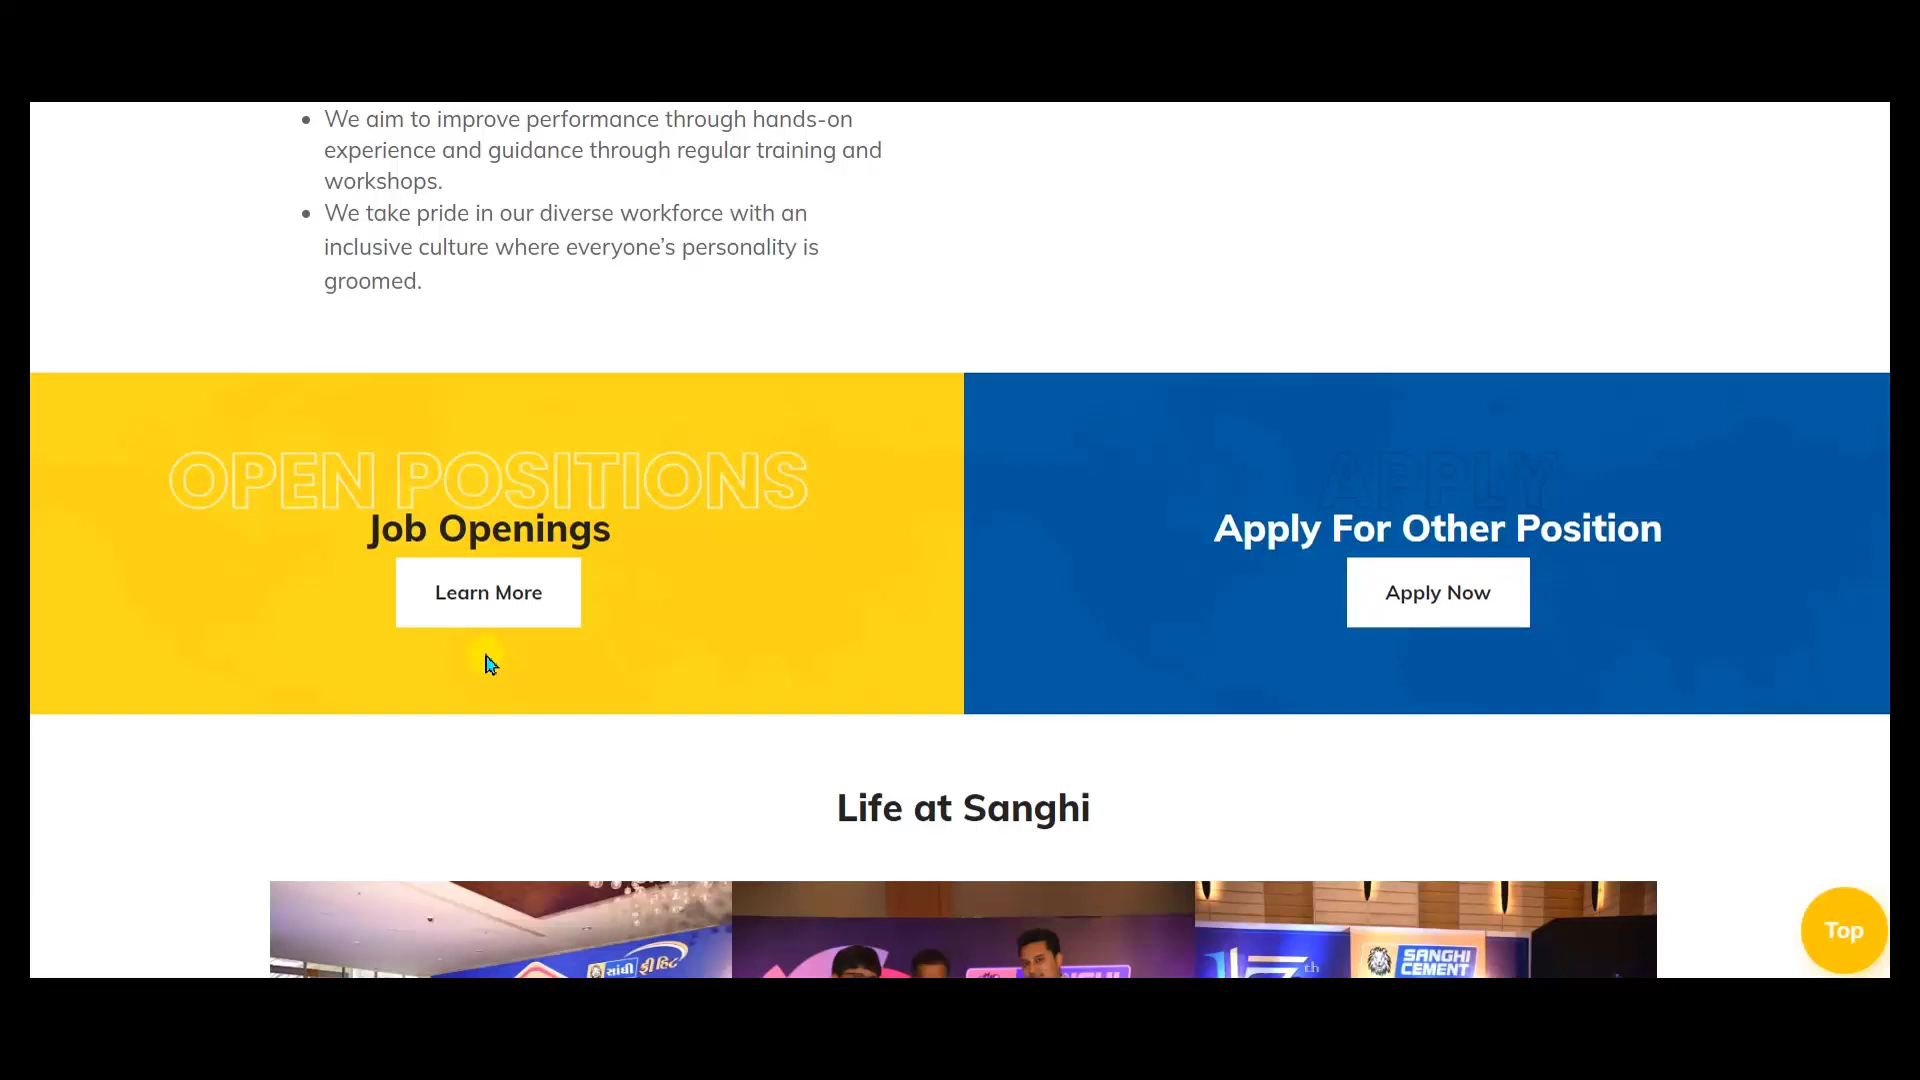 We aim to improve performance through hands-on
experience and guidance through regular training and
workshops.
We take pride in our diverse workforce with an
inclusive culture where everyone’s personality is
groomed.
OPEN POSITIONS
Job Openings
Learn More
APPLY
Apply For Other Position
Apply Now
Life at Sanghi
સાંઘી ફ્રી હિટ
SANGHI
17th
SANGHI
CEMENT
Top